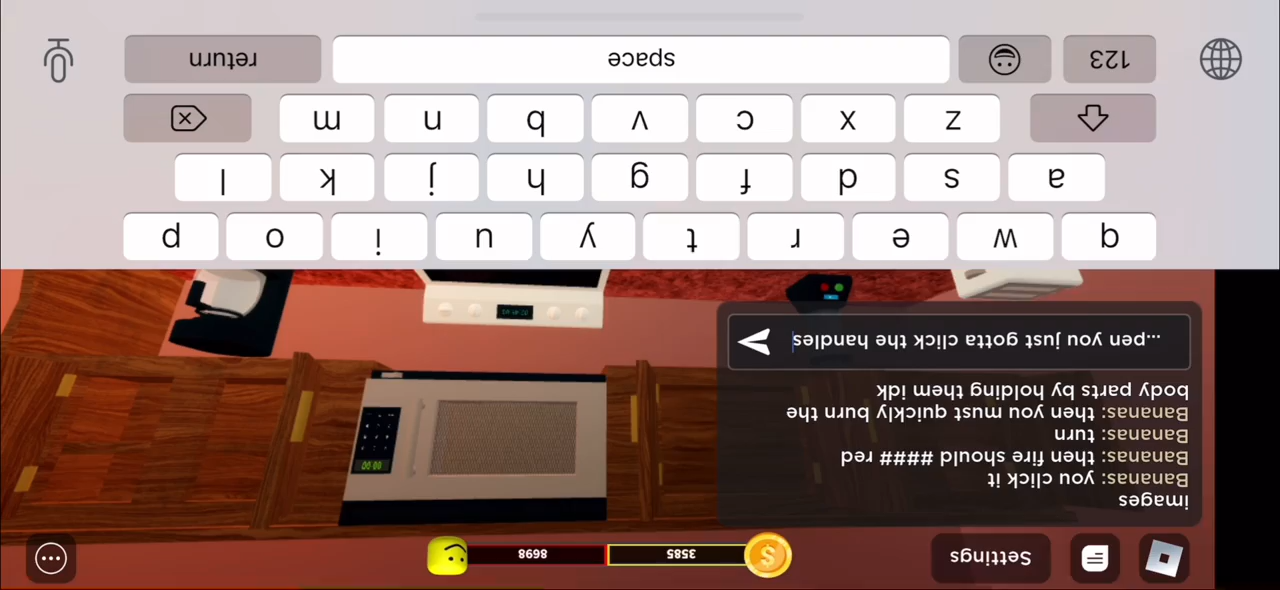 Settings
3585
8698
images
Bananas: you click it
Bananas: then fire should #### red
Bananas: turn
Bananas: then you must quickly burn the
body parts by holding them idk
...pen you just gotta click the handles
00:00
q w e r t y u i o p
a s d f g h j k l
z x c v b n m
123 space return